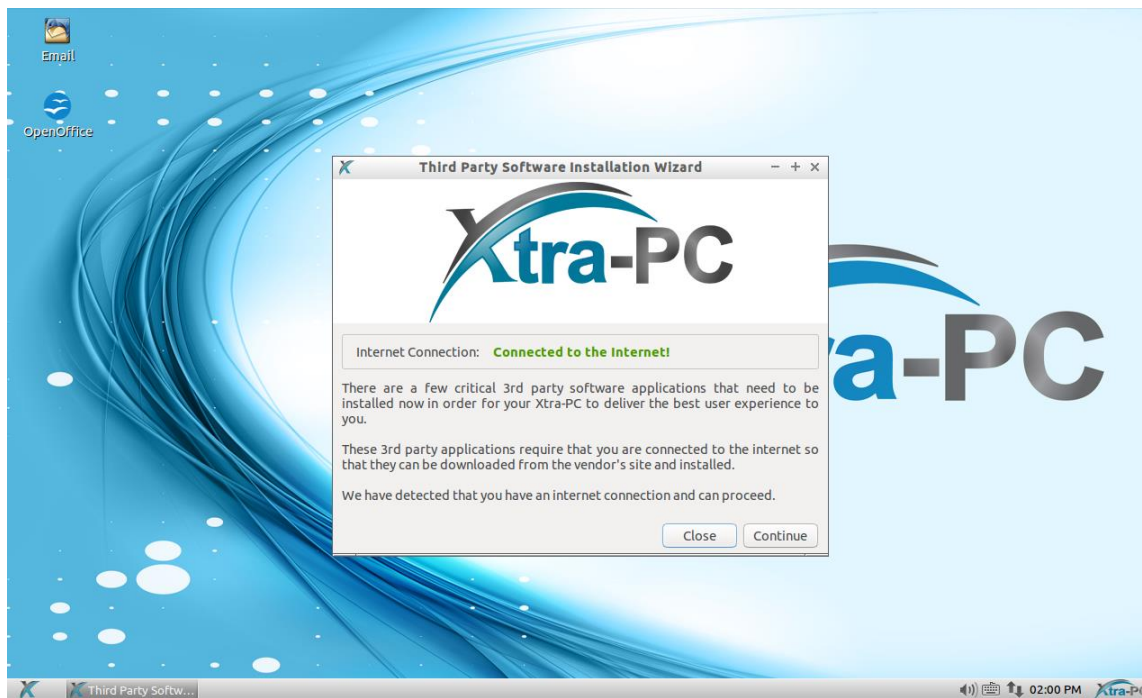 Email
OpenOffice
Third Party Software Installation Wizard
Xtra-PC
Internet Connection: Connected to the Internet!
There are a few critical 3rd party software applications that need to be
installed now in order for your Xtra-PC to deliver the best user experience to
you.
These 3rd party applications require that you are connected to the internet so
that they can be downloaded from the vendor's site and installed.
We have detected that you have an internet connection and can proceed.
Close Continue
a-PC
Third Party Softw...
02:00 PM
Xtra-P